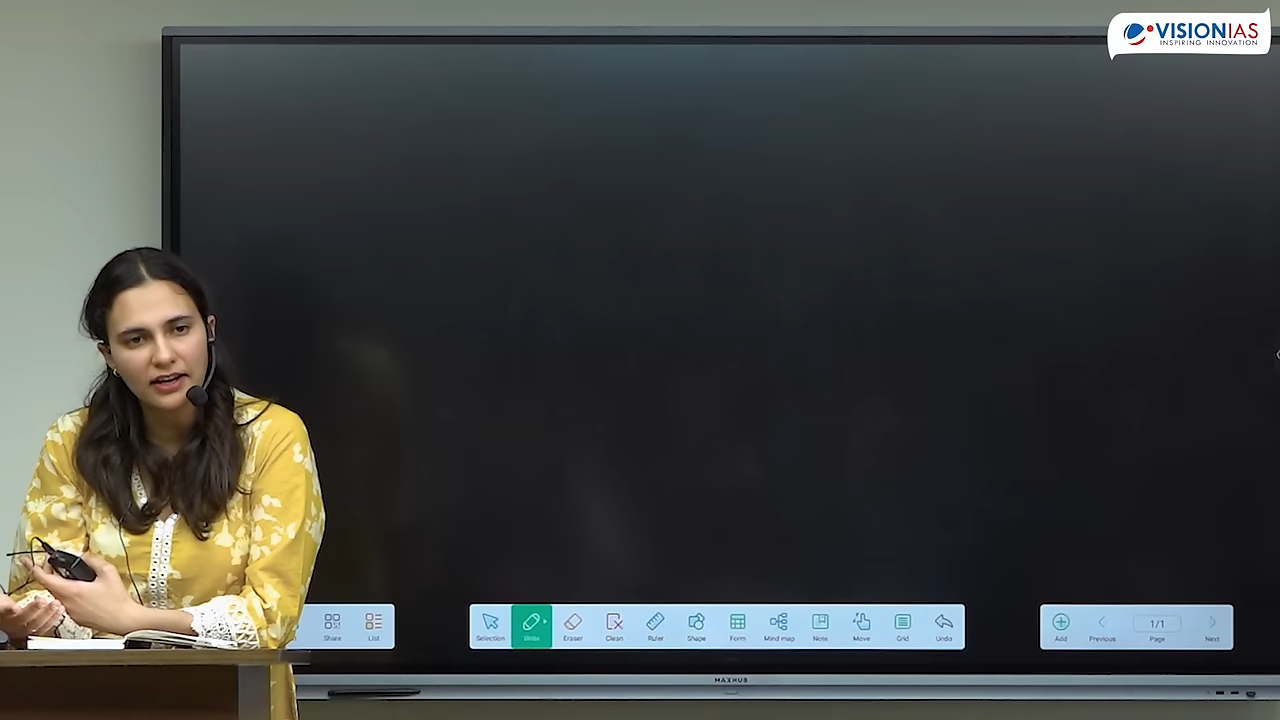 VISIONIAS
INSPIRING INNOVATION
Share
List
Selection
Write
Eraser
Clean
Ruler
Shape
Form
Mind map
Note
Move
Grid
Undo
Add
Previous
1/1
Page
Next
MAXHUB